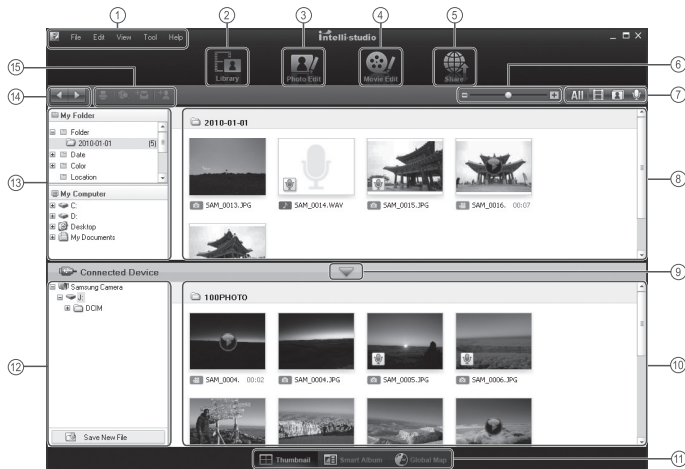 ① ② ③ ④ ⑤
File Edit View Tool Help
intelli-studio
Library Photo Edit Movie Edit Share
⑥
⑮
⑭
All
⑦
My Folder
Folder
2010-01-01 (5)
Date
Color
Location
⑬
My Computer
C:
D:
Desktop
My Documents
2010-01-01
SAM_0013.JPG SAM_0014.WAV SAM_0015.JPG SAM_0016. 00:07
⑧
Connected Device
⑨
Samsung Camera
J:
DCIM
⑫
100PHOTO
SAM_0004. 00:02 SAM_0004.JPG SAM_0005.JPG SAM_0006.JPG
⑩
Save New File
Thumbnail Smart Album Global Map
⑪